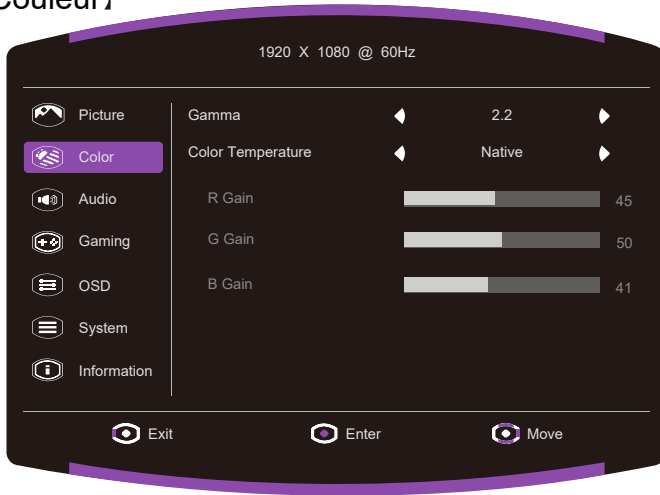 Couleur】
1920 X 1080 @ 60Hz
Picture
Gamma 2.2
Color
Color Temperature Native
Audio
R Gain 45
Gaming
G Gain 50
OSD
B Gain 41
System
Information
Exit Enter Move